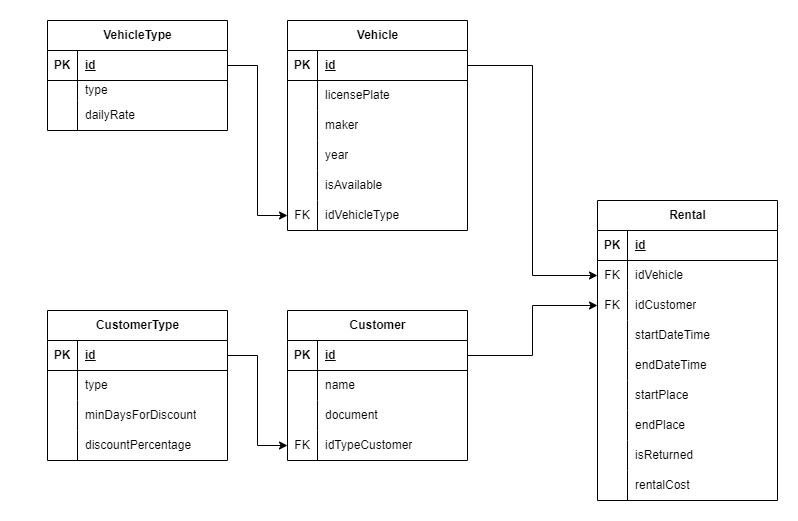 VehicleType
PK id
type
dailyRate
Vehicle
PK id
licensePlate
maker
year
isAvailable
FK idVehicleType
CustomerType
PK id
type
minDaysForDiscount
discountPercentage
Customer
PK id
name
document
FK idTypeCustomer
Rental
PK id
FK idVehicle
FK idCustomer
startDateTime
endDateTime
startPlace
endPlace
isReturned
rentalCost